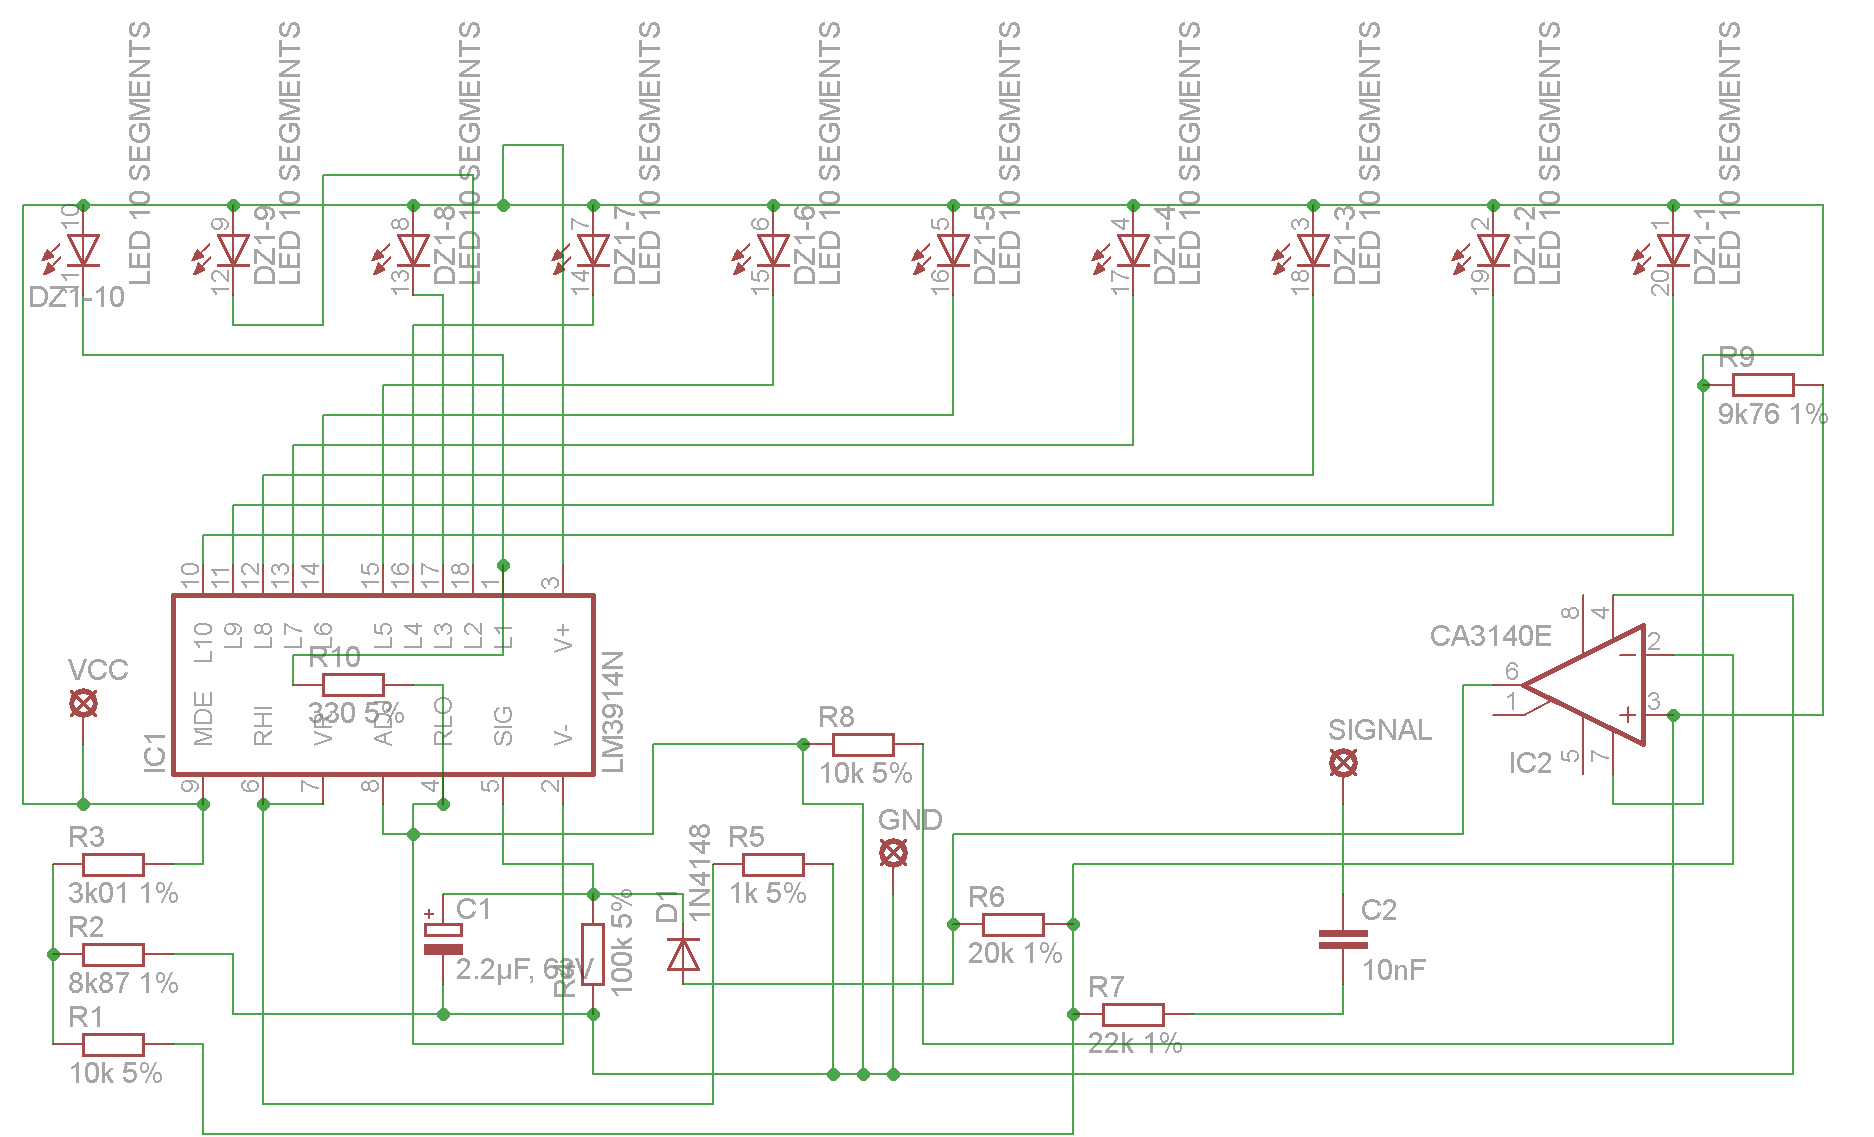 LED 10 SEGMENTS
LED 10 SEGMENTS
LED 10 SEGMENTS
LED 10 SEGMENTS
LED 10 SEGMENTS
LED 10 SEGMENTS
LED 10 SEGMENTS
LED 10 SEGMENTS
LED 10 SEGMENTS
LED 10 SEGMENTS
10 9 8 7 6 5 4 3 2 1
DZ1-9 DZ1-8 DZ1-7 DZ1-6 DZ1-5 DZ1-4 DZ1-3 DZ1-2 DZ1-1
11 12 13 14 15 16 17 18 19 20
DZ1-10
R9
9k76 1%
10 11 12 13 14 15 16 17 18 1 3
L10 L9 L8 L7 L6 L5 L4 L3 L2 L1 V+
R10
330 5%
MDE RHI VR ADJ RLO SIG V-
IC1
LM3914N
9 6 7 8 4 5 2
VCC
CA3140E
8 4
2
6
1
3
5 7
IC2
R8
10k 5%
SIGNAL
GND
R3
3k01 1%
R2
8k87 1%
R1
10k 5%
+
C1
2.2µF, 63V
R4
100k 5%
D1
1N4148
R5
1k 5%
R6
20k 1%
R7
22k 1%
C2
10nF